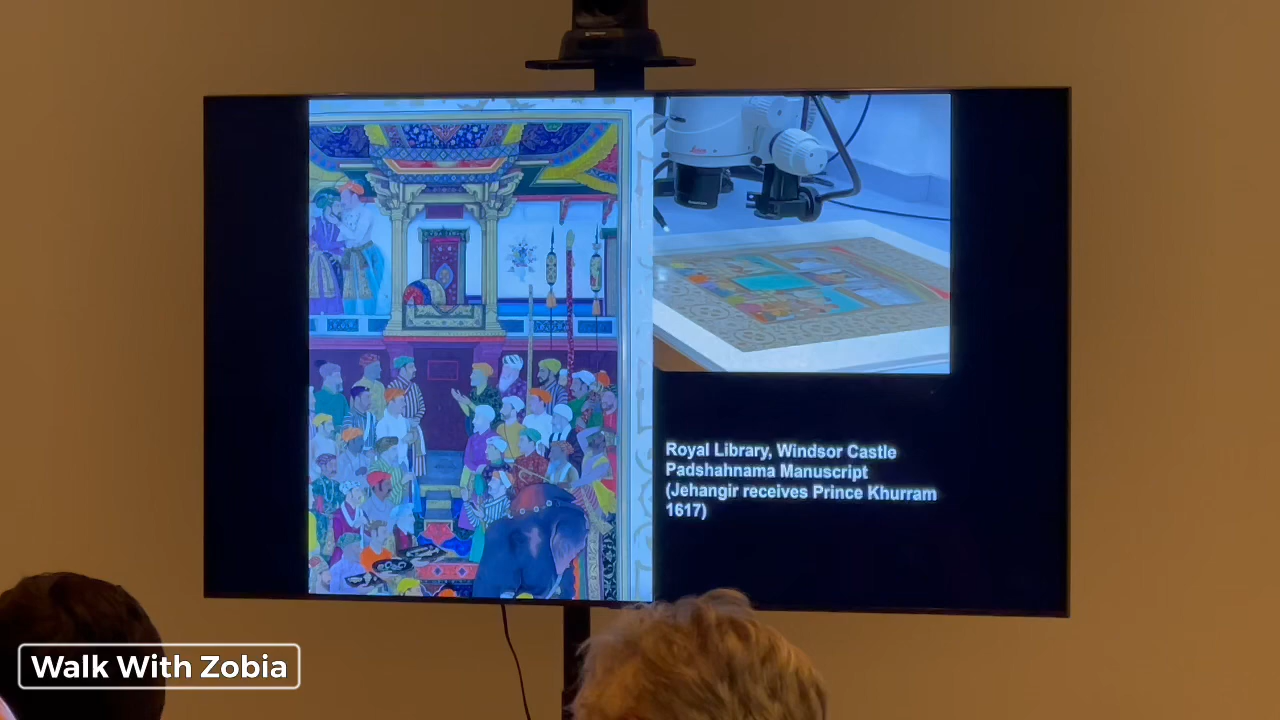 Royal Library, Windsor Castle
Padshahnama Manuscript
(Jehangir receives Prince Khurram
1617)
Walk With Zobia